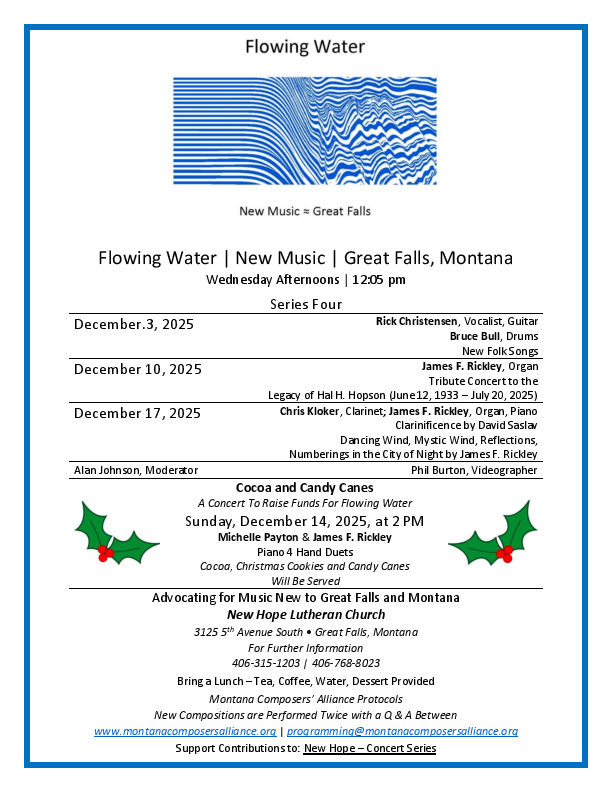 Flowing Water
New Music ≈ Great Falls
Flowing Water | New Music | Great Falls, Montana
Wednesday Afternoons | 12:05 pm
Series Four
December.3, 2025
Rick Christensen, Vocalist, Guitar
Bruce Bull, Drums
New Folk Songs
December 10, 2025
James F. Rickley, Organ
Tribute Concert to the
Legacy of Hal H. Hopson (June 12, 1933 – July 20, 2025)
December 17, 2025
Chris Kloker, Clarinet; James F. Rickley, Organ, Piano
Clarinificence by David Saslav
Dancing Wind, Mystic Wind, Reflections,
Numberings in the City of Night by James F. Rickley
Alan Johnson, Moderator
Phil Burton, Videographer
Cocoa and Candy Canes
A Concert To Raise Funds For Flowing Water
Sunday, December 14, 2025, at 2 PM
Michelle Payton & James F. Rickley
Piano 4 Hand Duets
Cocoa, Christmas Cookies and Candy Canes
Will Be Served
Advocating for Music New to Great Falls and Montana
New Hope Lutheran Church
3125 5th Avenue South • Great Falls, Montana
For Further Information
406-315-1203 | 406-768-8023
Bring a Lunch – Tea, Coffee, Water, Dessert Provided
Montana Composers' Alliance Protocols
New Compositions are Performed Twice with a Q & A Between
www.montanacomposersalliance.org | programming@montanacomposersalliance.org
Support Contributions to: New Hope – Concert Series